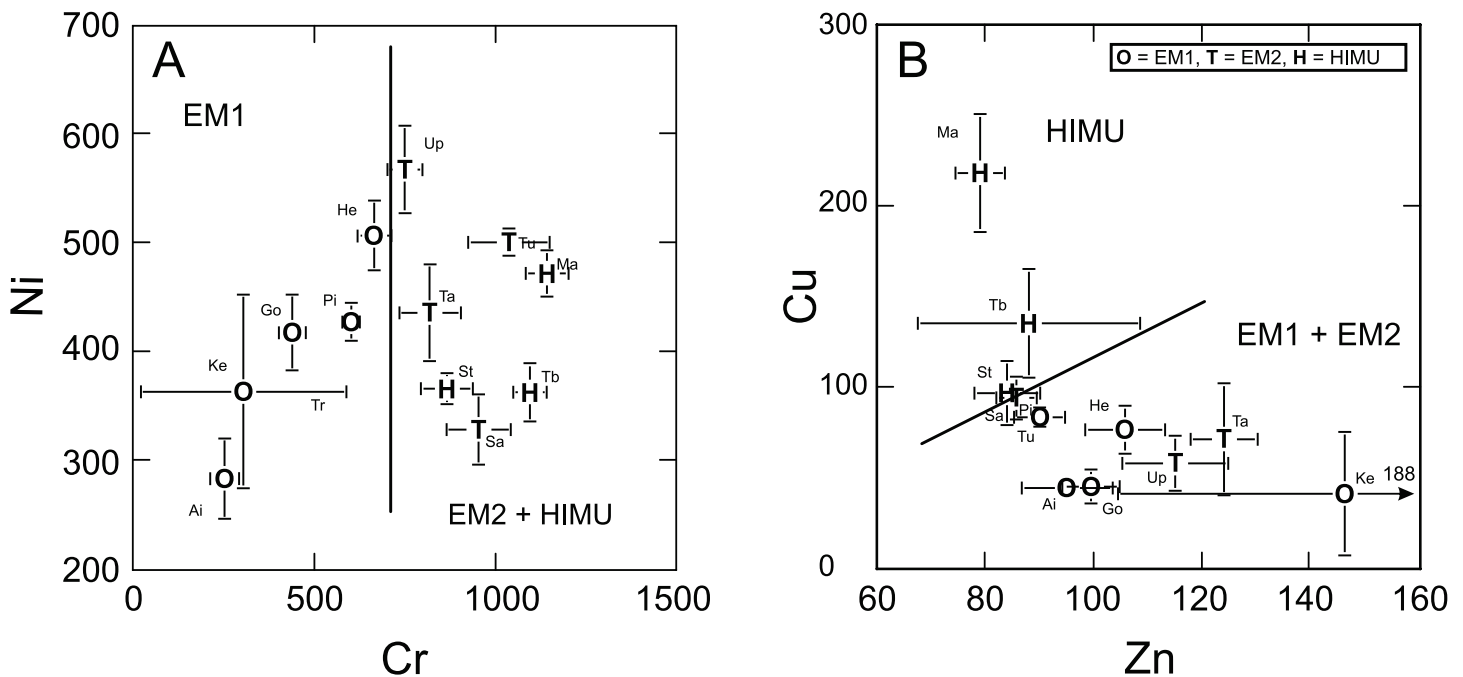 A
EM1
EM2 + HIMU
700
600
500
400
300
200
0
500
1000
1500
Ni
Cr
Up
T
He
O
T
Tu
H
Ma
Go
O
Pi
O
Ta
T
Ke
O
Tr
St
H
Tb
H
T
Sa
O
Ai
B
O = EM1, T = EM2, H = HIMU
HIMU
EM1 + EM2
300
200
100
0
60
80
100
120
140
160
Cu
Zn
Ma
H
Tb
H
St
H
T
Sa
Pi
O
Tu
He
O
Ta
T
Up
T
Ai
O
O
Go
Ke
O
188